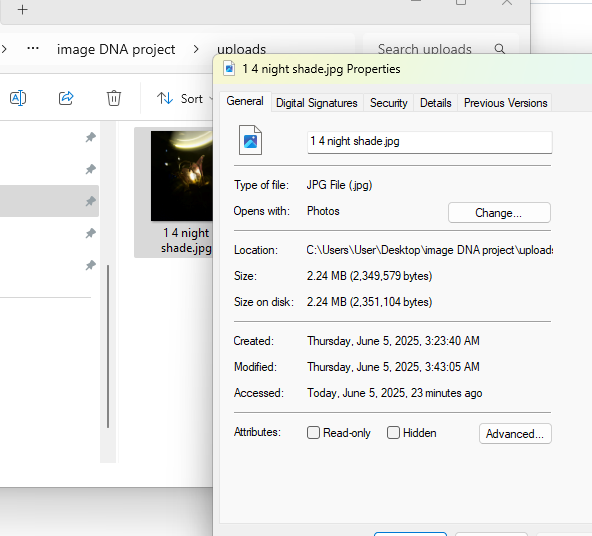 image DNA project
uploads
Search uploads
Sort
1 4 night
shade.jpg
1 4 night shade.jpg Properties
General
Digital Signatures
Security
Details
Previous Versions
1 4 night shade.jpg
Type of file:
JPG File (.jpg)
Opens with:
Photos
Change...
Location:
C:\Users\User\Desktop\image DNA project\uploads
Size:
2.24 MB (2,349,579 bytes)
Size on disk:
2.24 MB (2,351,104 bytes)
Created:
Thursday, June 5, 2025, 3:23:40 AM
Modified:
Thursday, June 5, 2025, 3:43:05 AM
Accessed:
Today, June 5, 2025, 23 minutes ago
Attributes:
Read-only
Hidden
Advanced...